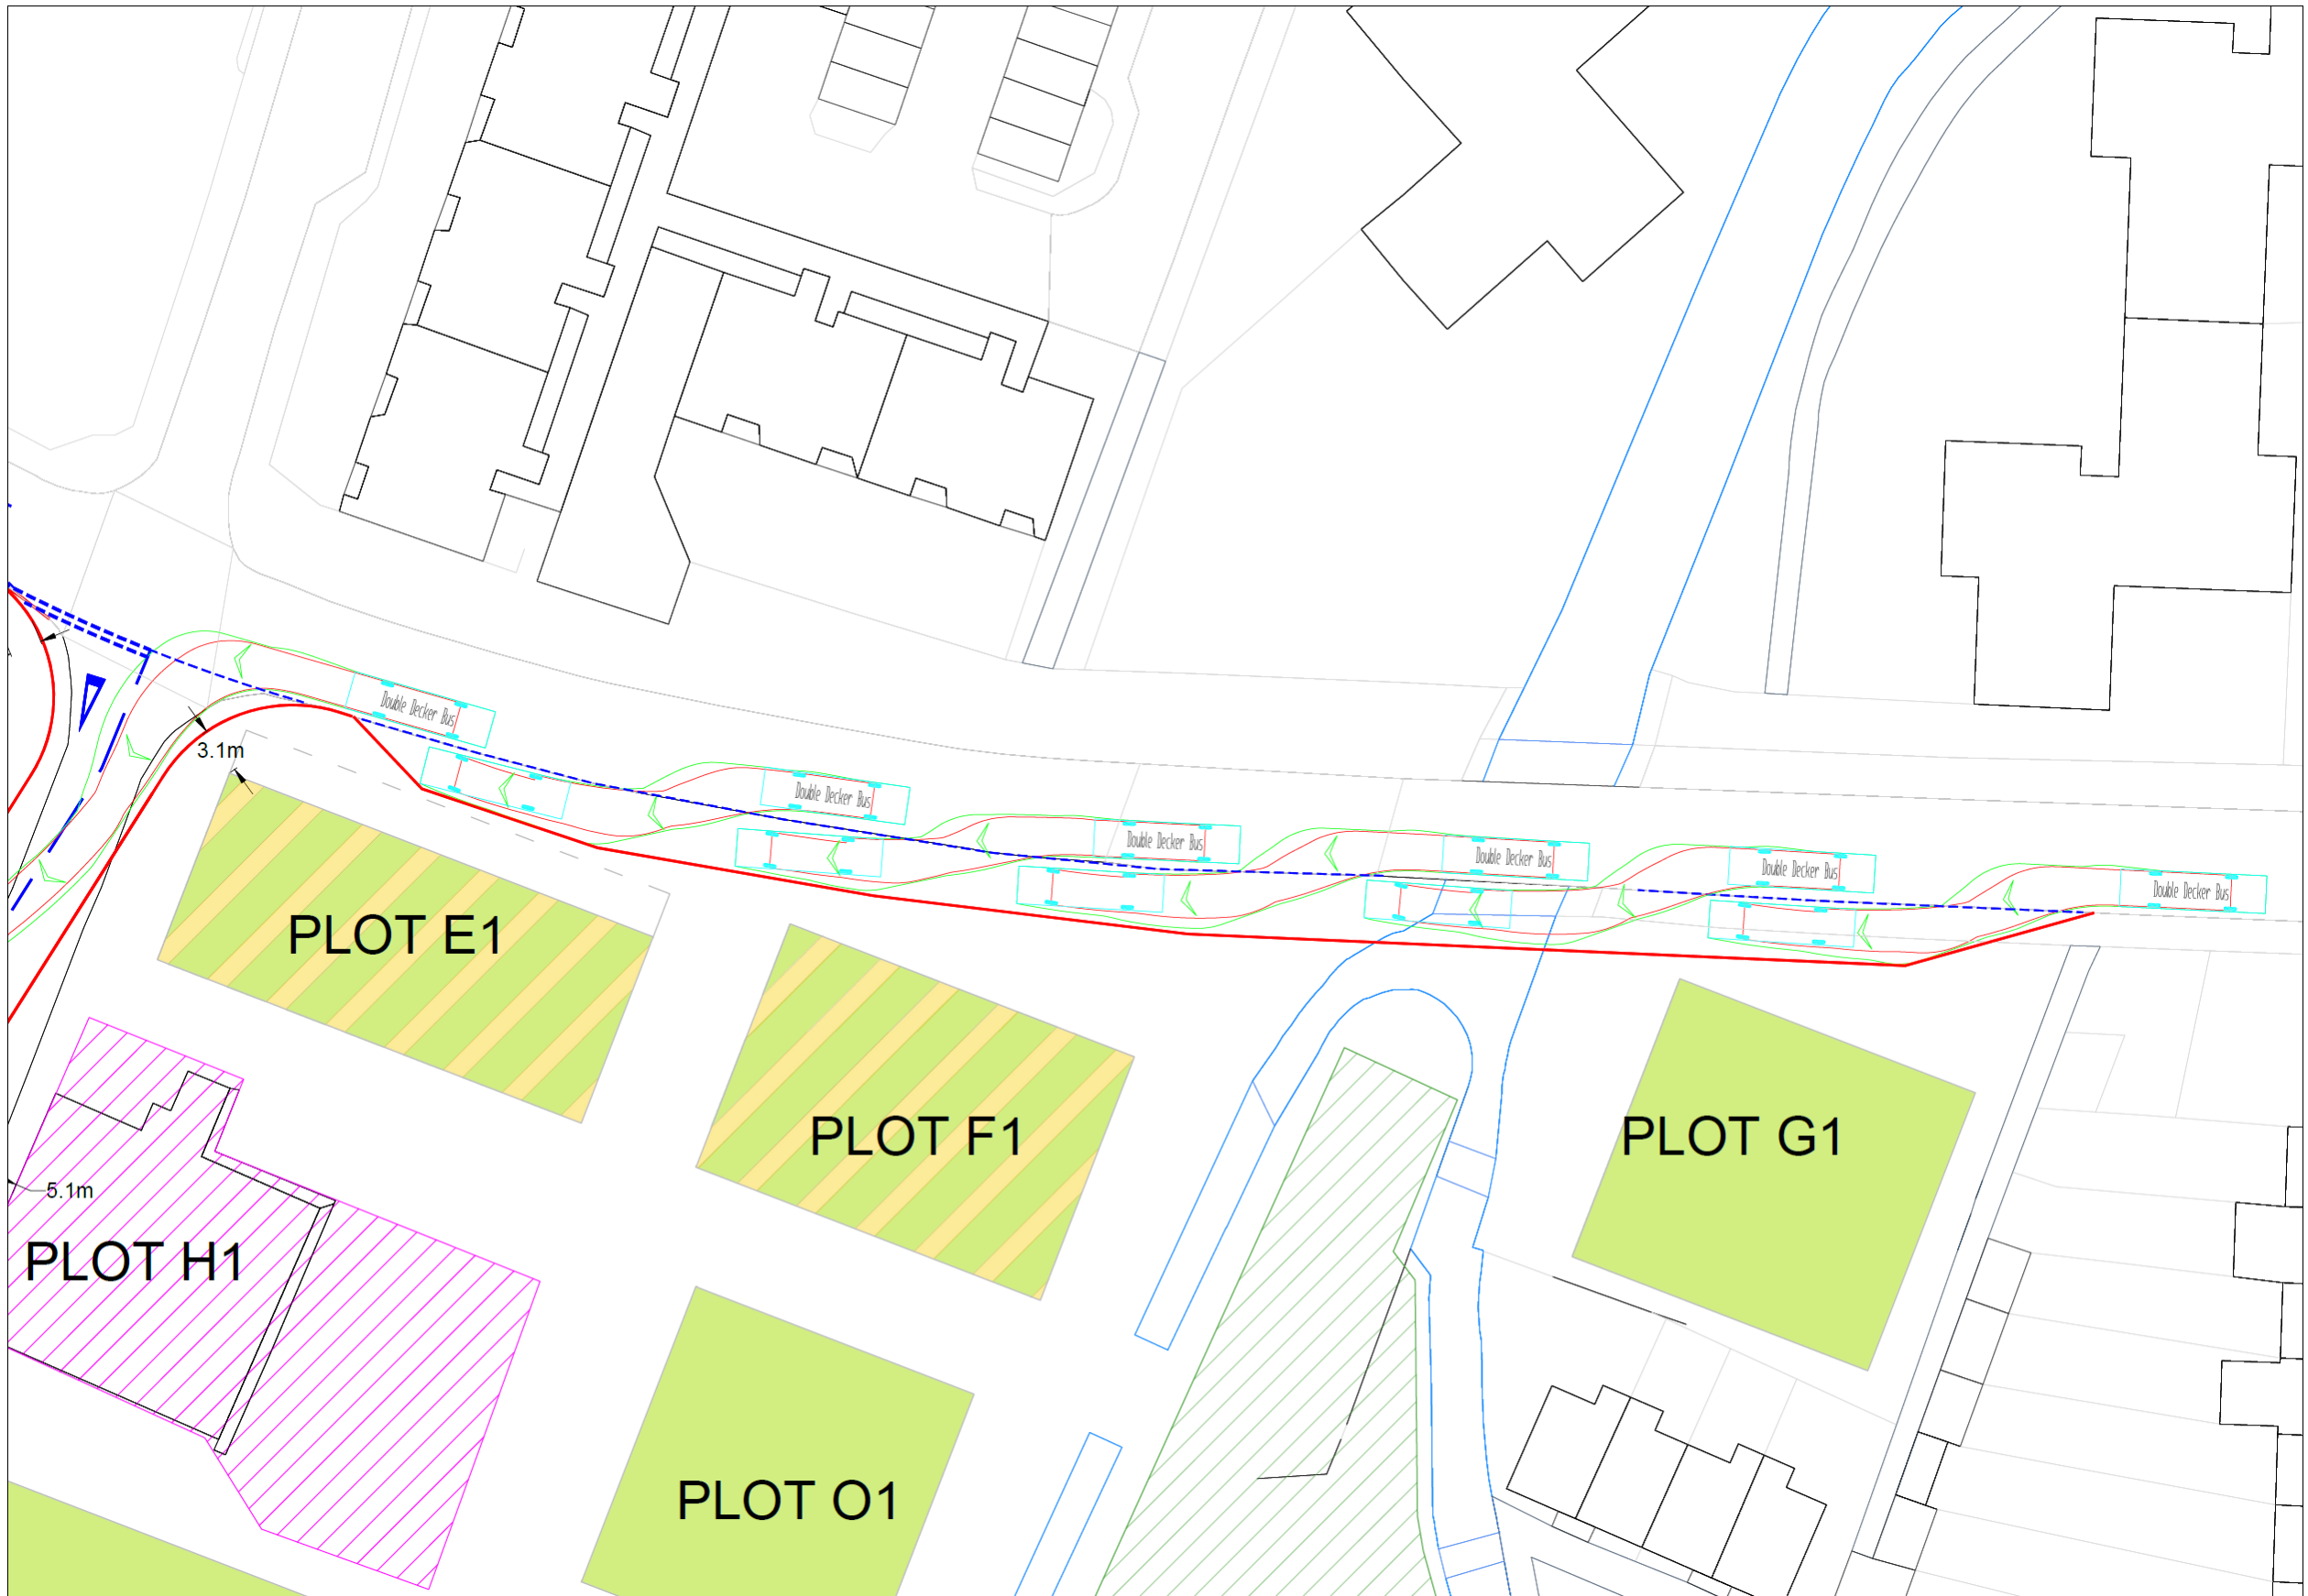 Double Decker Bus
3.1m
Double Decker Bus
Double Decker Bus
Double Decker Bus
Double Decker Bus
Double Decker Bus
PLOT E1
PLOT F1
PLOT G1
5.1m
PLOT H1
PLOT O1